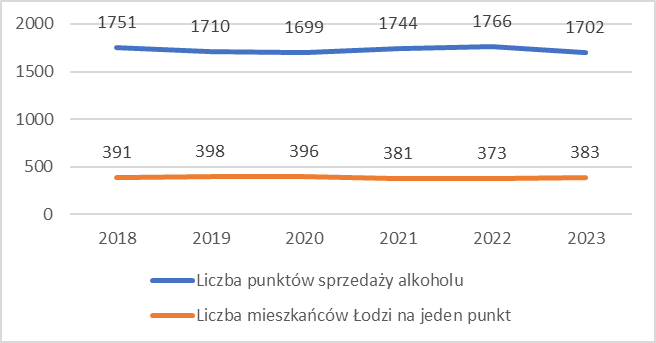 2000
1500
1000
500
0
1751 1710 1699 1744 1766 1702
391 398 396 381 373 383
2018 2019 2020 2021 2022 2023
Liczba punktów sprzedaży alkoholu
Liczba mieszkańców Łodzi na jeden punkt